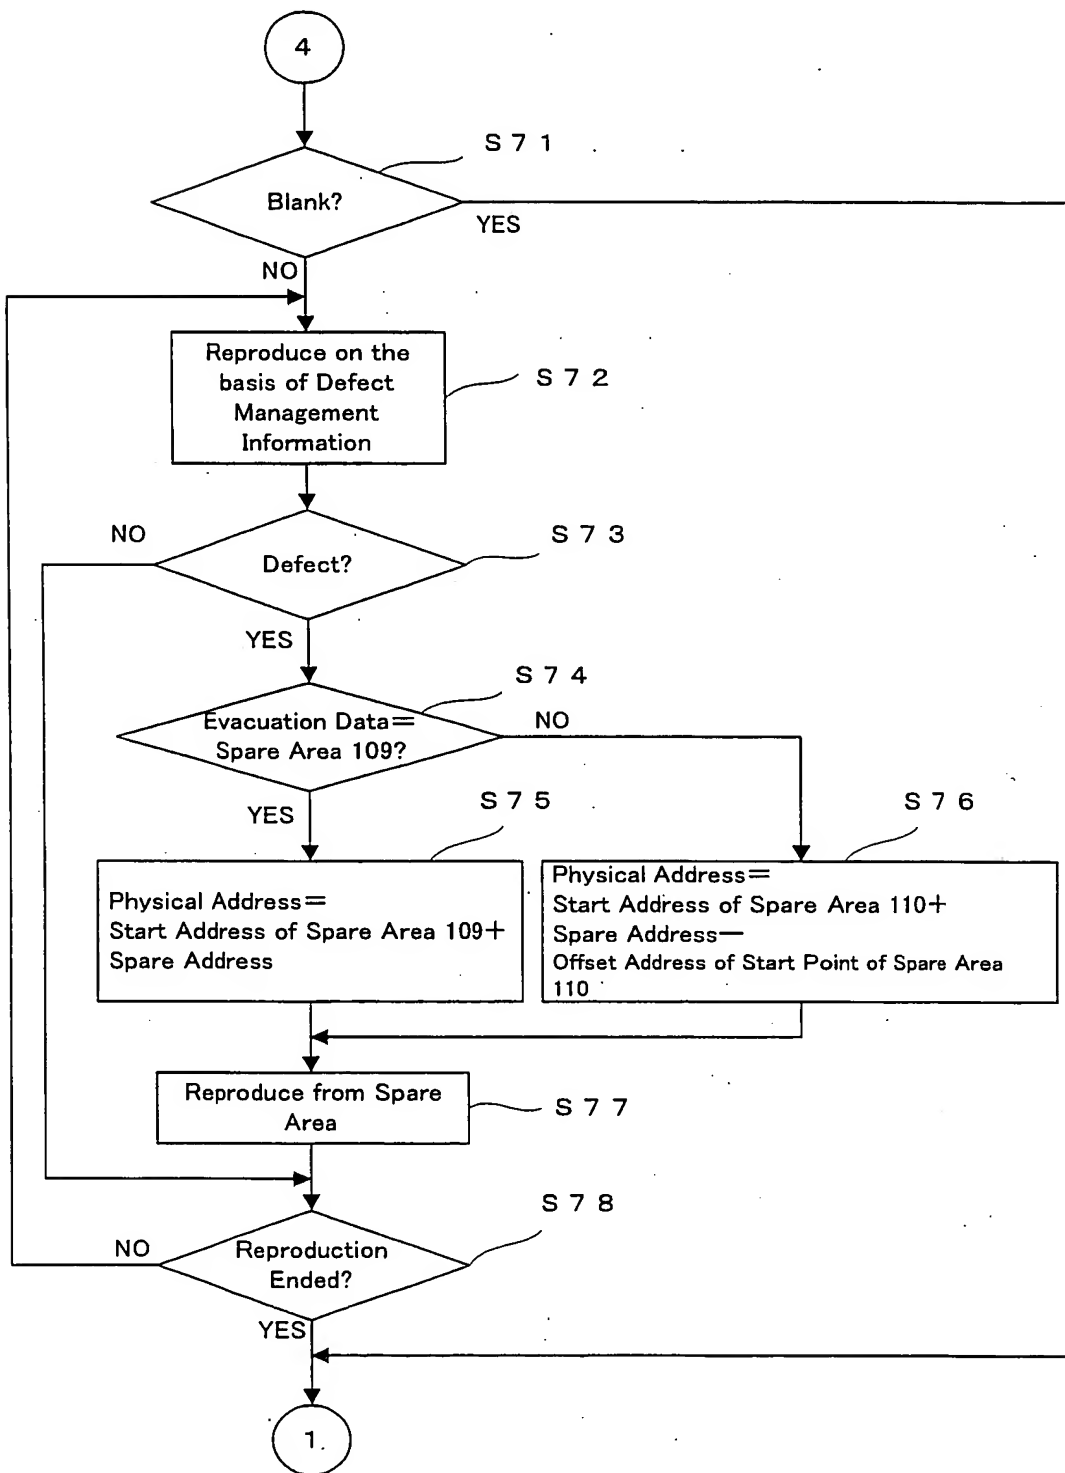 4
S71
Blank?
YES
NO
Reproduce on the
basis of Defect
Management
Information
S72
NO
S73
Defect?
YES
S74
Evacuation Data=
Spare Area 109?
NO
YES
S75
S76
Physical Address=
Start Address of Spare Area 109+
Spare Address
Physical Address=
Start Address of Spare Area 110+
Spare Address−
Offset Address of Start Point of Spare Area
110
Reproduce from Spare
Area
S77
S78
NO
Reproduction
Ended?
YES
1